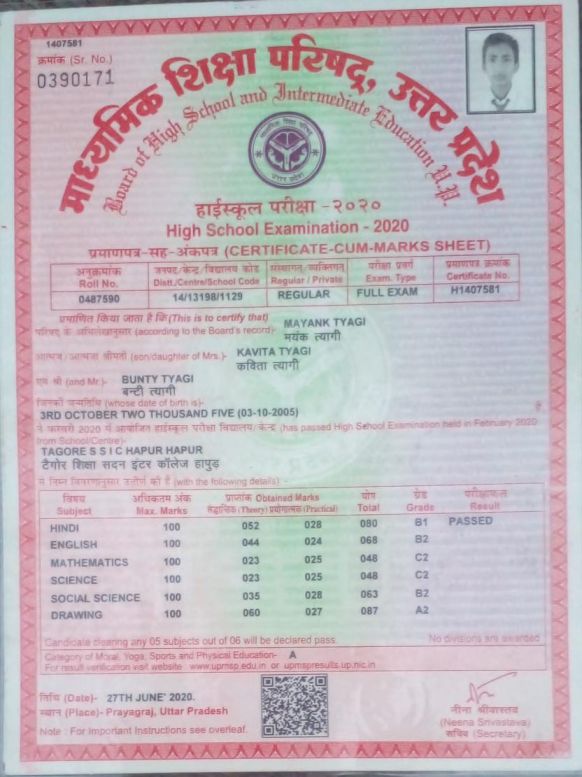 1407581
क्रमांक (Sr. No.)
0390171
माध्यमिक शिक्षा परिषद्, उत्तर प्रदेश
Board of High School and Intermediate Education U.P.
हाईस्कूल परीक्षा -२०२०
High School Examination - 2020
प्रमाणपत्र-सह-अंकपत्र (CERTIFICATE-CUM-MARKS SHEET)
अनुक्रमांक जनपद/केन्द्र/विद्यालय कोड संस्थागत/व्यक्तिगत परीक्षा प्रवर्ग प्रमाणपत्र क्रमांक
Roll No. Distt./Centre/School Code Regular / Private Exam. Type Certificate No.
0487590 14/13198/1129 REGULAR FULL EXAM H1407581
प्रमाणित किया जाता है कि(This is to certify that)
MAYANK TYAGI
परिषद के अभिलेखानुसार (according to the Board's record)- मयंक त्यागी
KAVITA TYAGI
आत्मज/आत्मजा श्रीमती (son/daughter of Mrs.)- कविता त्यागी
एवं श्री (and Mr.)- BUNTY TYAGI
बन्टी त्यागी
जिनकी जन्मतिथि (whose date of birth is)-
3RD OCTOBER TWO THOUSAND FIVE (03-10-2005) है,
ने फरवरी 2020 में आयोजित हाईस्कूल परीक्षा विद्यालय/केन्द्र (has passed High School Examination held in February 2020
from School/Centre)-
TAGORE S S I C HAPUR HAPUR
टैगोर शिक्षा सदन इंटर कॉलेज हापुड़
से निम्न विवरणानुसार उत्तीर्ण की है (with the following details) -
विषय अधिकतम अंक प्राप्तांक Obtained Marks योग ग्रेड परीक्षाफल
Subject Max. Marks सैद्धान्तिक (Theory) प्रयोगात्मक (Practical) Total Grade Result
HINDI 100 052 028 080 B1 PASSED
ENGLISH 100 044 024 068 B2
MATHEMATICS 100 023 025 048 C2
SCIENCE 100 023 025 048 C2
SOCIAL SCIENCE 100 035 028 063 B2
DRAWING 100 060 027 087 A2
Candidate clearing any 05 subjects out of 06 will be declared pass. No divisions are awarded
Category of Moral, Yoga, Sports and Physical Education- A
For result verification visit website www.upmsp.edu.in or upmspresults.up.nic.in
तिथि (Date)- 27TH JUNE' 2020.
स्थान (Place)- Prayagraj, Uttar Pradesh
नीना श्रीवास्तव
(Neena Srivastava)
सचिव (Secretary)
Note : For Important Instructions see overleaf.